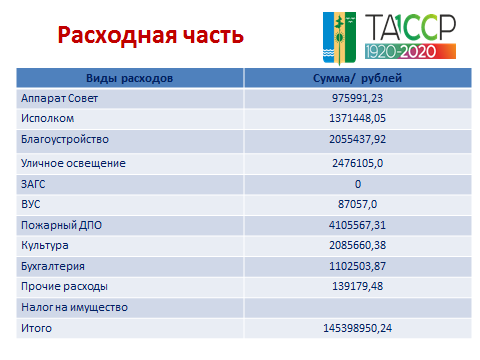 Расходная часть
ТАССР
1920-2020
Виды расходов Сумма/ рублей
Аппарат Совет 975991,23
Исполком 1371448,05
Благоустройство 2055437,92
Уличное освещение 2476105,0
ЗАГС 0
ВУС 87057,0
Пожарный ДПО 4105567,31
Культура 2085660,38
Бухгалтерия 1102503,87
Прочие расходы 139179,48
Налог на имущество
Итого 145398950,24